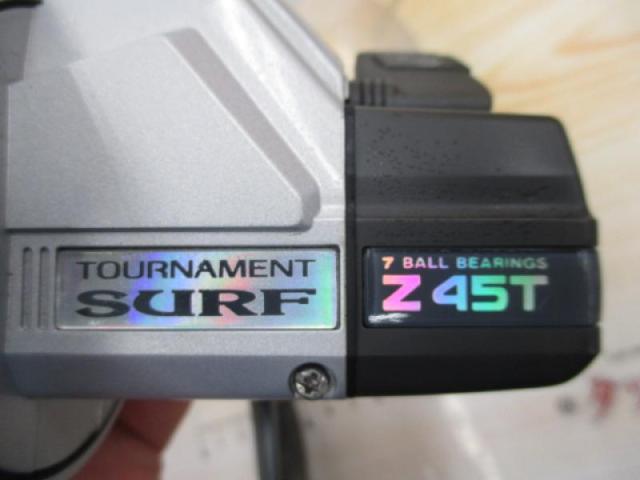 TOURNAMENT
SURF
7 BALL BEARINGS
Z 45T